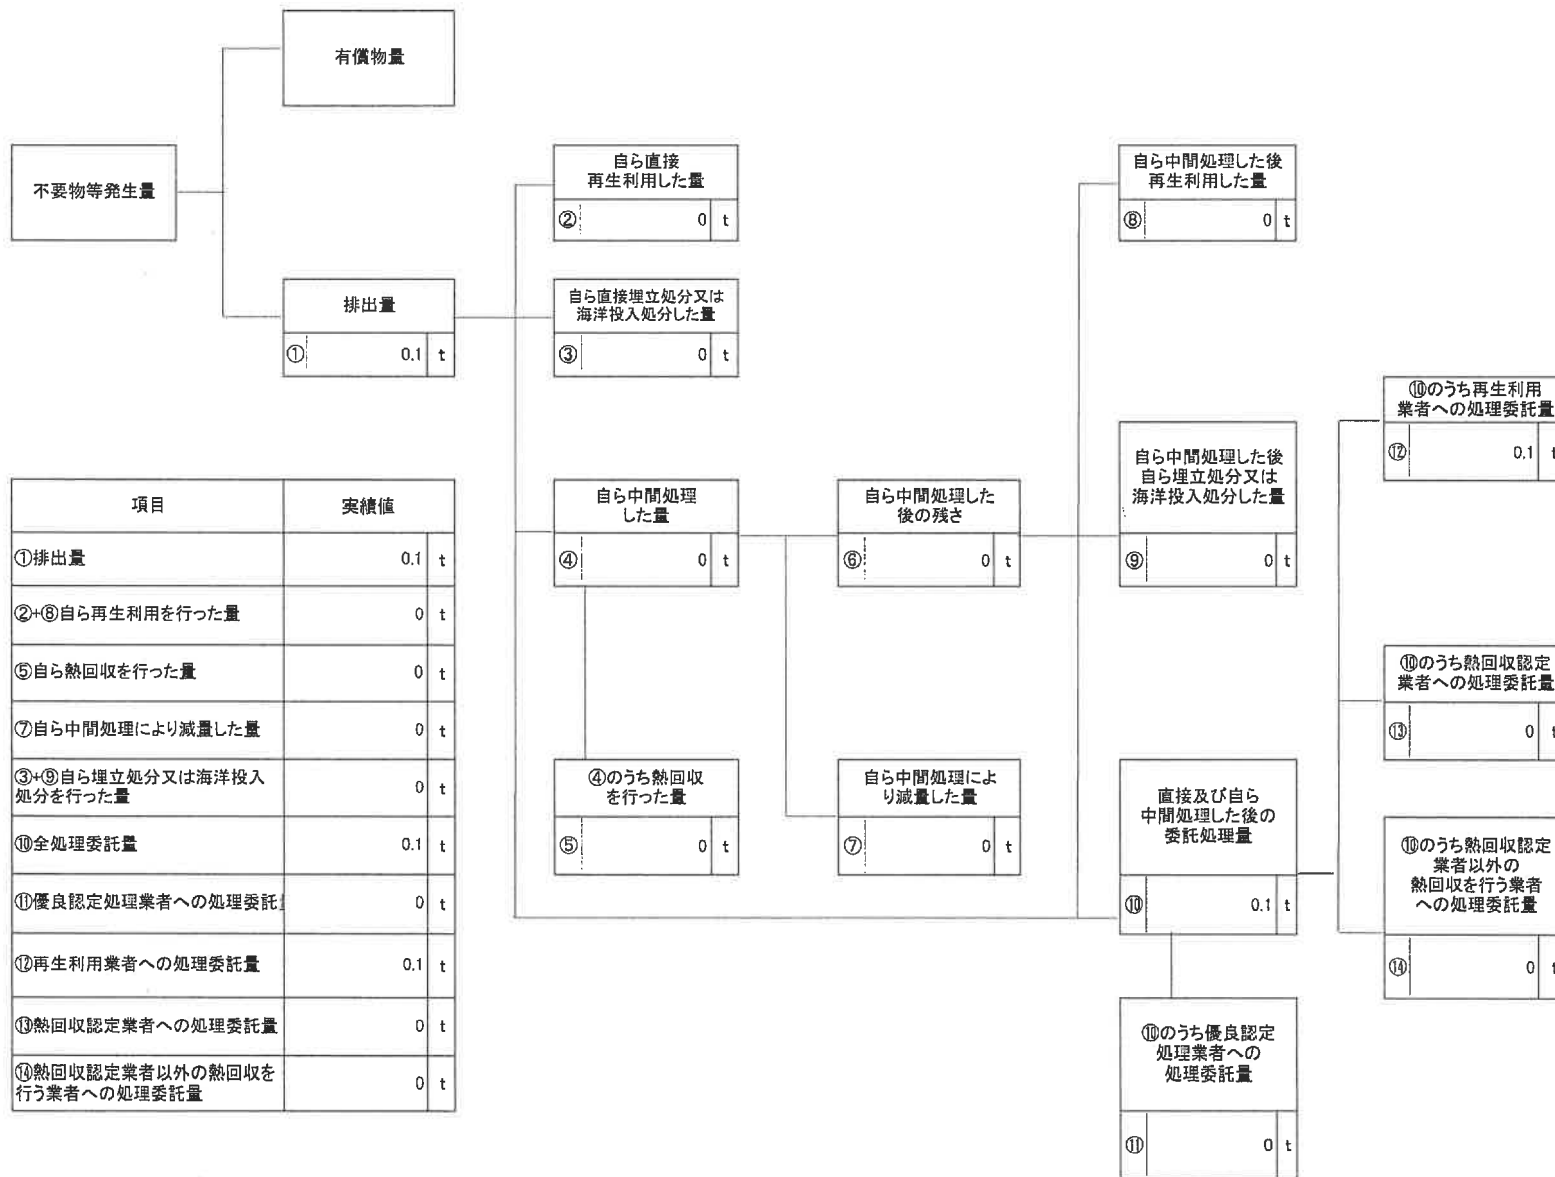 有償物量
不要物等発生量
排出量
① 0.1 t
自ら直接
再生利用した量
② 0 t
自ら直接埋立処分又は
海洋投入処分した量
③ 0 t
自ら中間処理
した量
④ 0 t
④のうち熱回収
を行った量
⑤ 0 t
自ら中間処理した
後の残さ
⑥ 0 t
自ら中間処理によ
り減量した量
⑦ 0 t
自ら中間処理した後
再生利用した量
⑧ 0 t
自ら中間処理した後
自ら埋立処分又は
海洋投入処分した量
⑨ 0 t
直接及び自ら
中間処理した後の
委託処理量
⑩ 0.1 t
⑩のうち優良認定
処理業者への
処理委託量
⑪ 0 t
⑩のうち再生利用
業者への処理委託量
⑫ 0.1 t
⑩のうち熱回収認定
業者への処理委託量
⑬ 0 t
⑩のうち熱回収認定
業者以外の
熱回収を行う業者
への処理委託量
⑭ 0 t
項目 実績値
①排出量 0.1 t
②+⑧自ら再生利用を行った量 0 t
⑤自ら熱回収を行った量 0 t
⑦自ら中間処理により減量した量 0 t
③+⑨自ら埋立処分又は海洋投入
処分を行った量 0 t
⑩全処理委託量 0.1 t
⑪優良認定処理業者への処理委託 0 t
⑫再生利用業者への処理委託量 0.1 t
⑬熱回収認定業者への処理委託量 0 t
⑭熱回収認定業者以外の熱回収を
行う業者への処理委託量 0 t